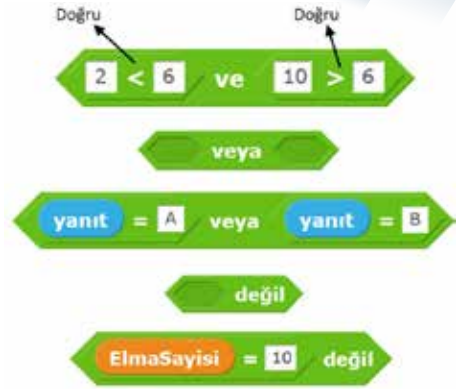 Doğru Doğru
2 < 6 ve 10 > 6
veya
yanıt = A veya yanıt = B
değil
ElmaSayisi = 10 değil